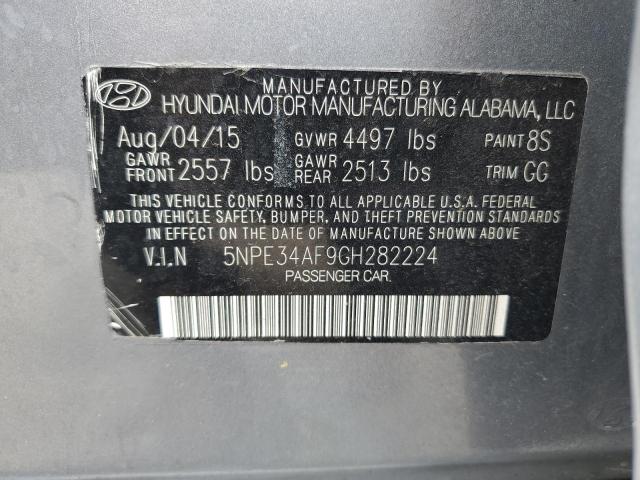 MANUFACTURED BY
HYUNDAI MOTOR MANUFACTURING ALABAMA, LLC
Aug/04/15 GVWR 4497 lbs PAINT 8S
GAWR FRONT 2557 lbs GAWR REAR 2513 lbs TRIM GG
THIS VEHICLE CONFORMS TO ALL APPLICABLE U.S.A. FEDERAL
MOTOR VEHICLE SAFETY, BUMPER, AND THEFT PREVENTION STANDARDS
IN EFFECT ON THE DATE OF MANUFACTURE SHOWN ABOVE.
V.I.N 5NPE34AF9GH282224
PASSENGER CAR